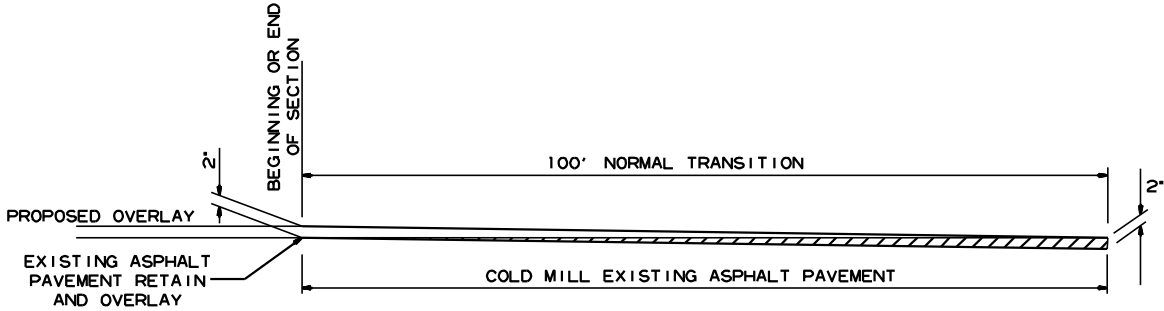 BEGINNING OR END
OF SECTION
2"
100' NORMAL TRANSITION
2"
PROPOSED OVERLAY
EXISTING ASPHALT
PAVEMENT RETAIN
AND OVERLAY
COLD MILL EXISTING ASPHALT PAVEMENT